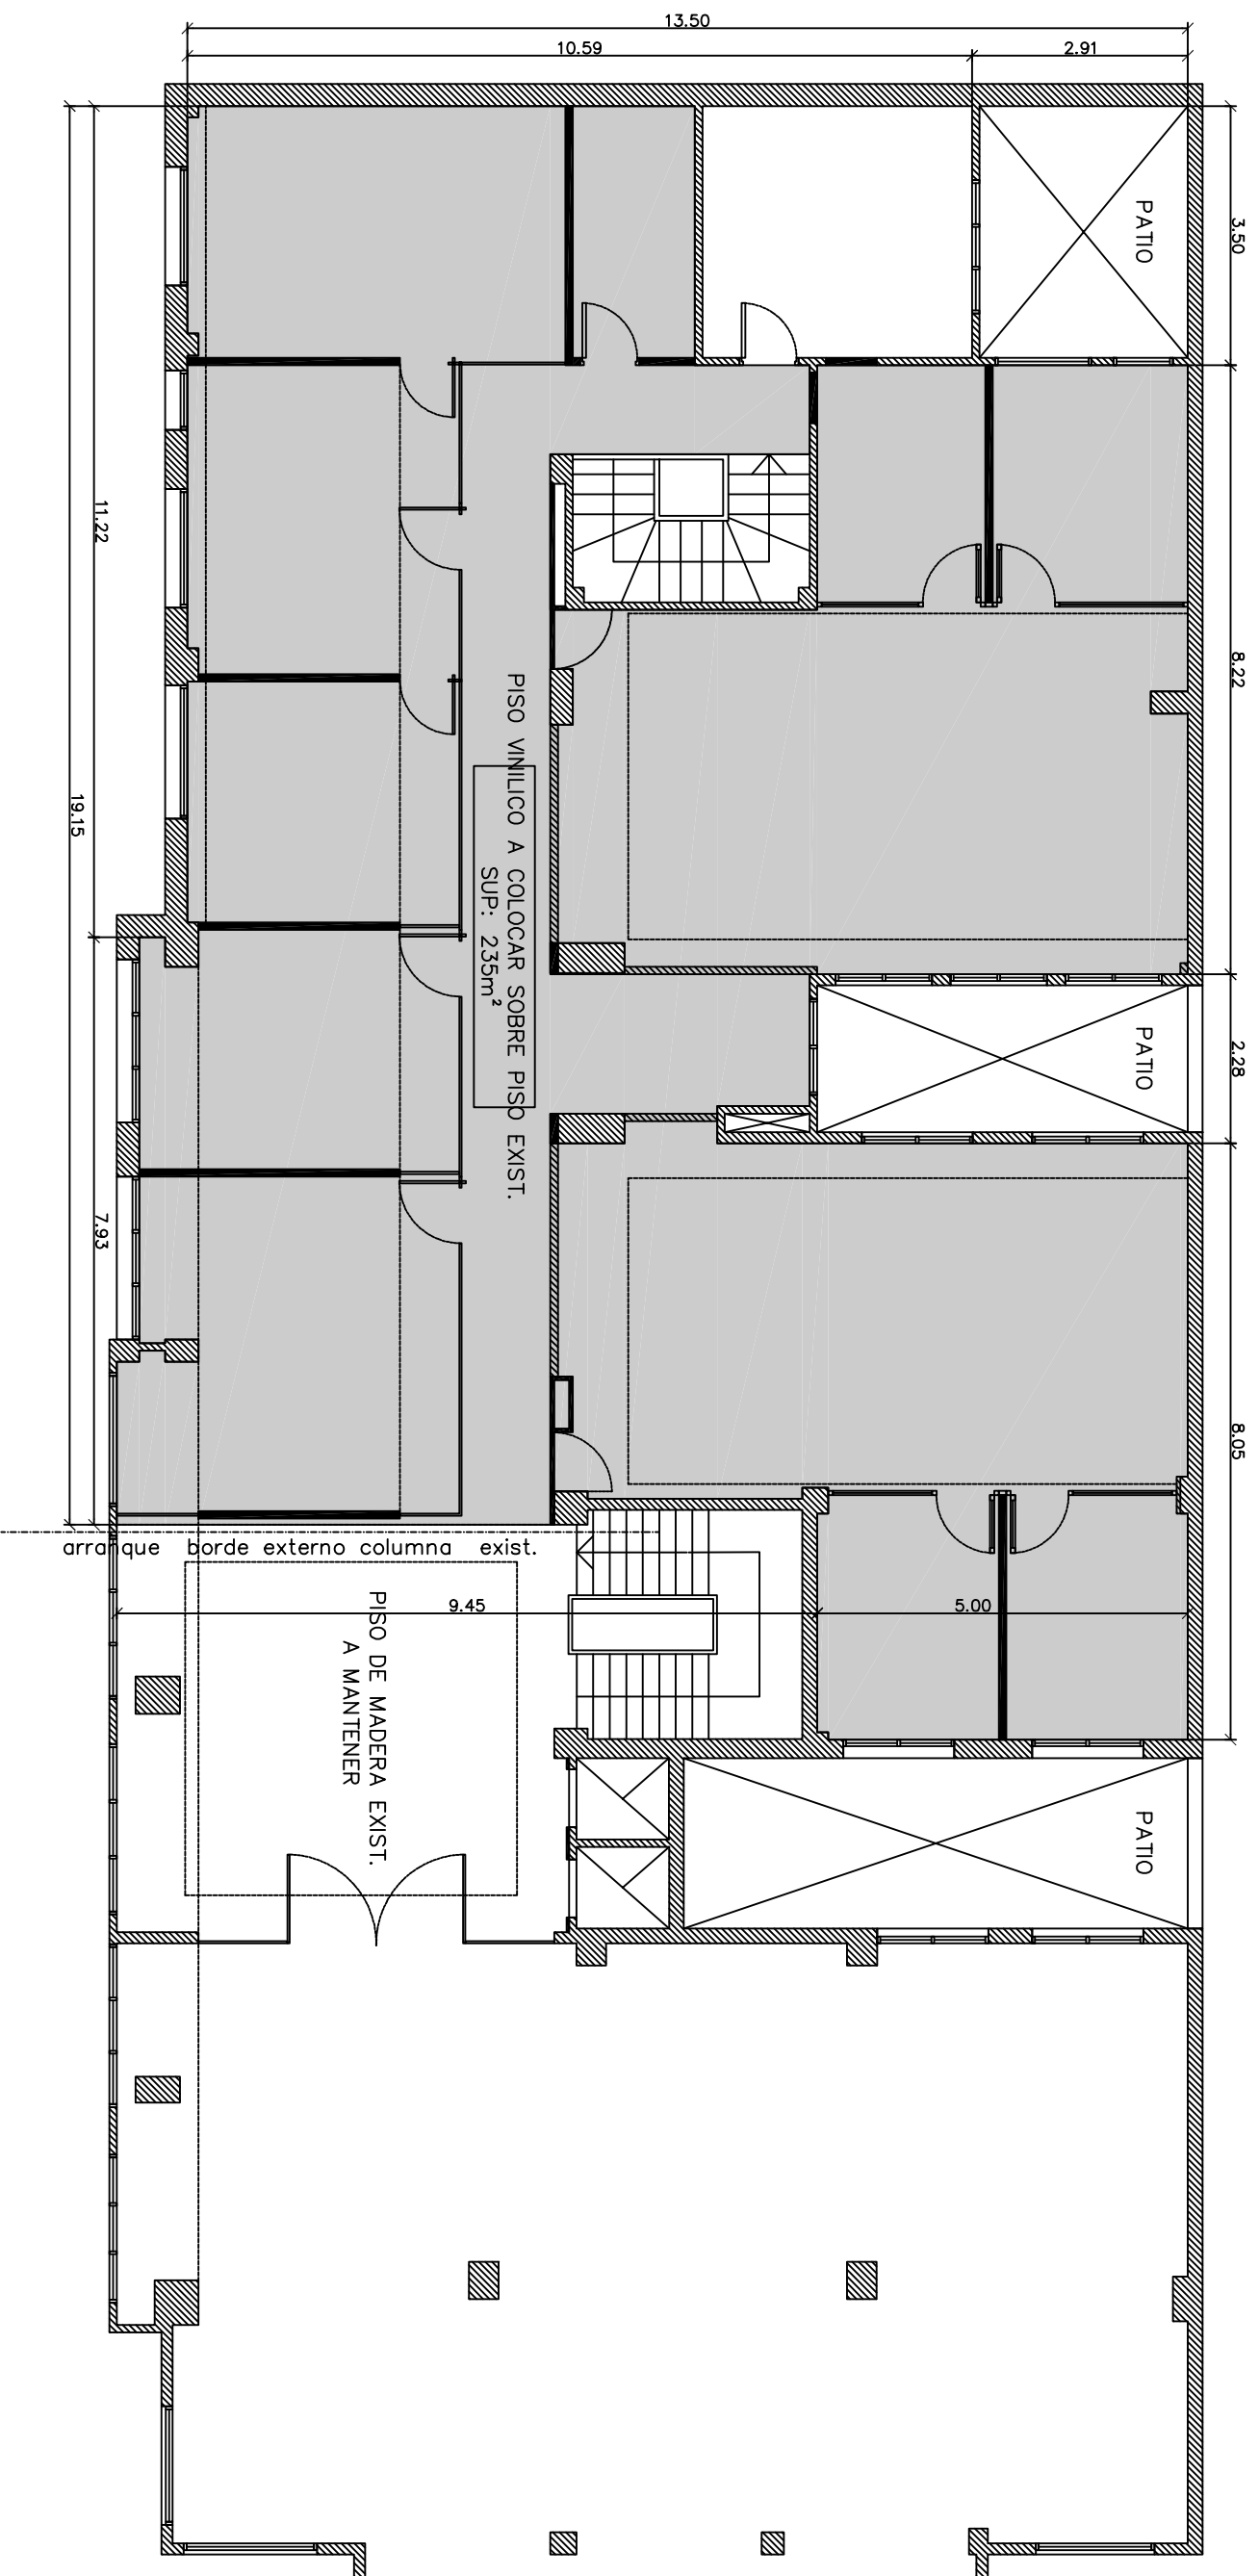 13.50
10.59
2.91
PATIO
3.50
11.22
19.15
8.22
PISO VINILICO A COLOCAR SOBRE PISO EXIST.
SUP: 235m²
PATIO
2.28
7.93
8.05
arranque borde externo columna exist.
9.45
5.00
PISO DE MADERA EXIST.
A MANTENER
PATIO